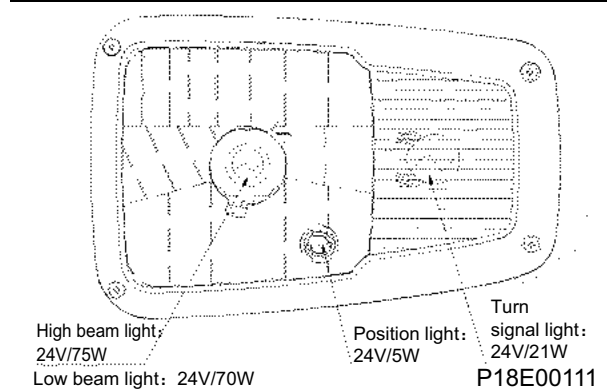 High beam light:
24V/75W
Low beam light：24V/70W
Position light：
24V/5W
Turn
signal light：
24V/21W
P18E00111